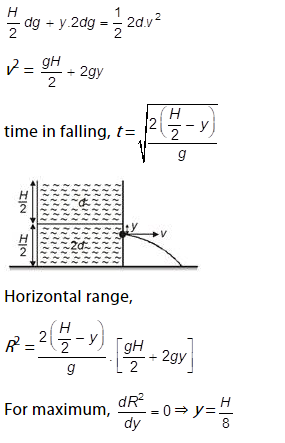 H/2 dg + y.2dg = 1/2 2d.v²
v² = gH/2 + 2gy
time in falling, t = √(2(H/2 − y)/g)
H/2 d
y
v
H/2 2d
Horizontal range,
R² = 2(H/2 − y)/g . [gH/2 + 2gy]
For maximum, dR²/dy = 0 ⇒ y = H/8